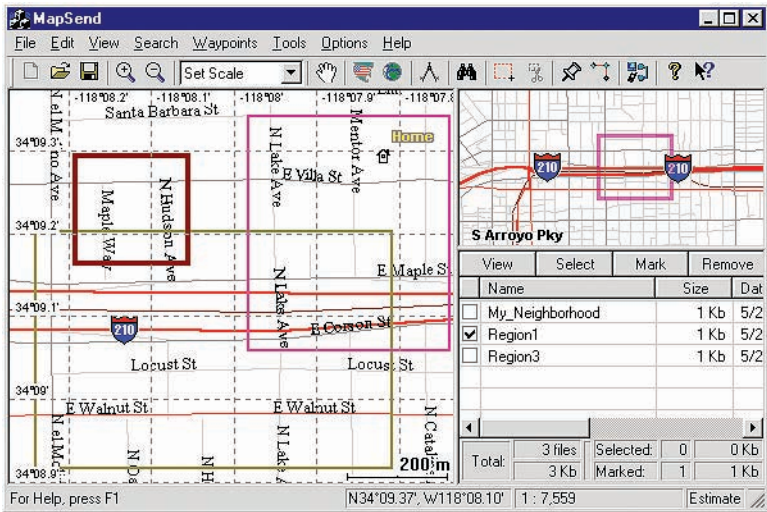 MapSend
File Edit View Search Waypoints Tools Options Help
Set Scale
-118°08.2' -118°08.1' -118°08' -118°07.9' -118°07.8
Santa Barbara St
N Lake Ave
Mentor Ave
Home
34°09.3'
E Villa St
Maple Way
N Hudson Ave
34°09.2'
N Lake Ave
E Maple S
34°09.1'
210
E Corson St
Locust St
Locust St
34°09'
E Walnut St
E Walnut St
N Lake
N Catali
34°08.9'
200 m
210
210
S Arroyo Pky
View Select Mark Remove
Name Size Dat
My_Neighborhood 1 Kb 5/2
Region1 1 Kb 5/2
Region3 1 Kb 5/2
Total: 3 files Selected: 0 0 Kb
3 Kb Marked: 1 1 Kb
For Help, press F1
N34°09.37', W118°08.10'
1 : 7,559
Estimate